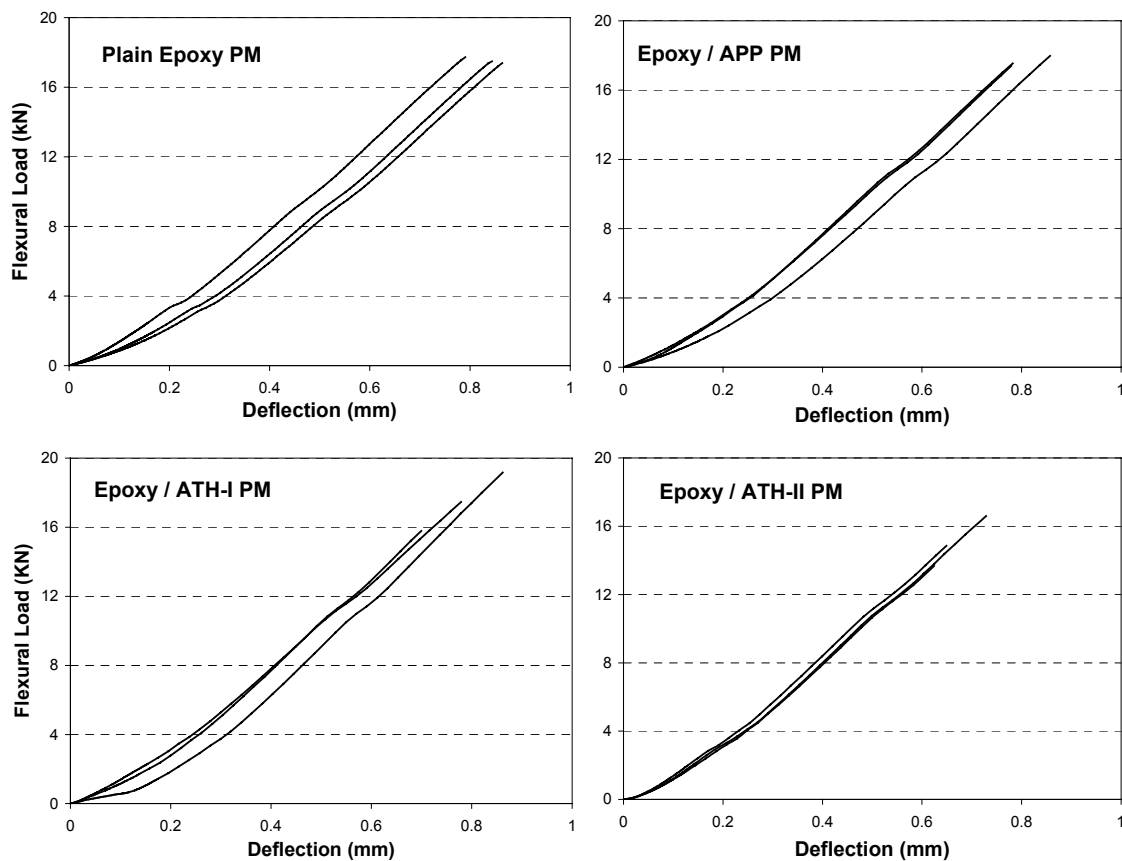 Plain Epoxy PM
Flexural Load (kN)
20
16
12
8
4
0
0 0.2 0.4 0.6 0.8 1
Deflection (mm)
Epoxy / APP PM
20
16
12
8
4
0
0 0.2 0.4 0.6 0.8 1
Deflection (mm)
Epoxy / ATH-I PM
Flexural Load (KN)
20
16
12
8
4
0
0 0.2 0.4 0.6 0.8 1
Deflection (mm)
Epoxy / ATH-II PM
20
16
12
8
4
0
0 0.2 0.4 0.6 0.8 1
Deflection (mm)